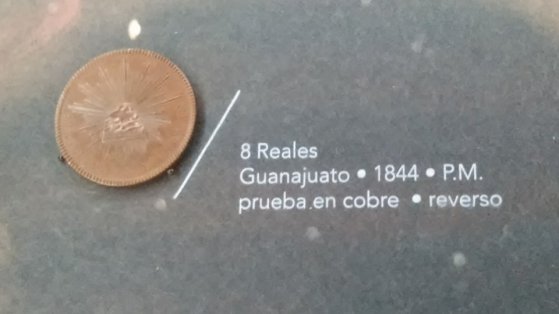 8 Reales
Guanajuato • 1844 • P.M.
prueba en cobre • reverso